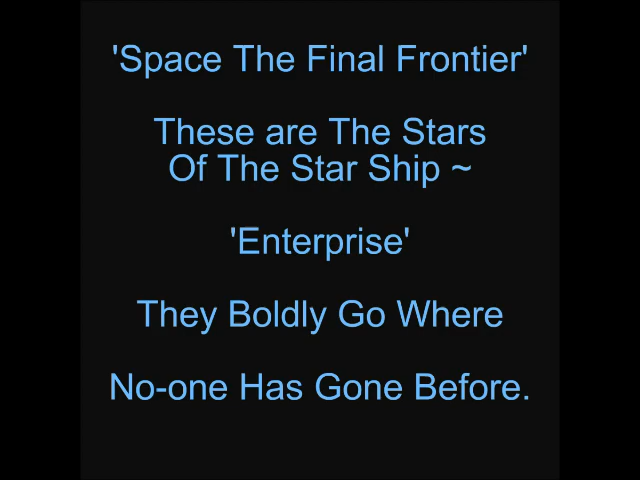 'Space The Final Frontier'
These are The Stars
Of The Star Ship ~
'Enterprise'
They Boldly Go Where
No-one Has Gone Before.